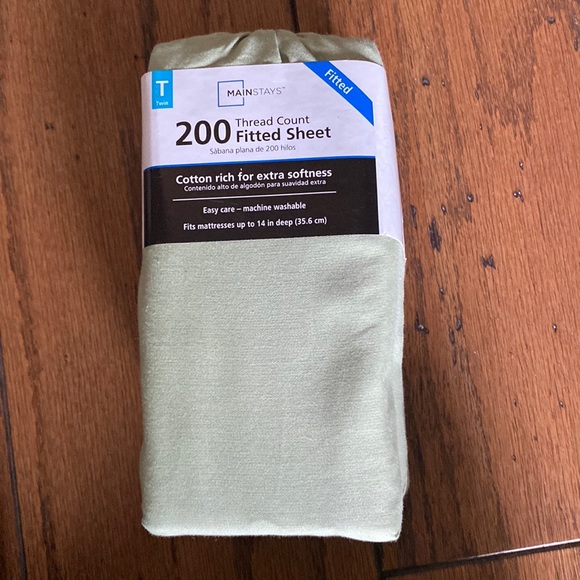 T
Twin
MAINSTAYS™
Fitted
200 Thread Count
Fitted Sheet
Sábana plana de 200 hilos
Cotton rich for extra softness
Contenido alto de algodón para suavidad extra
Easy care – machine washable
Fits mattresses up to 14 in deep (35.6 cm)